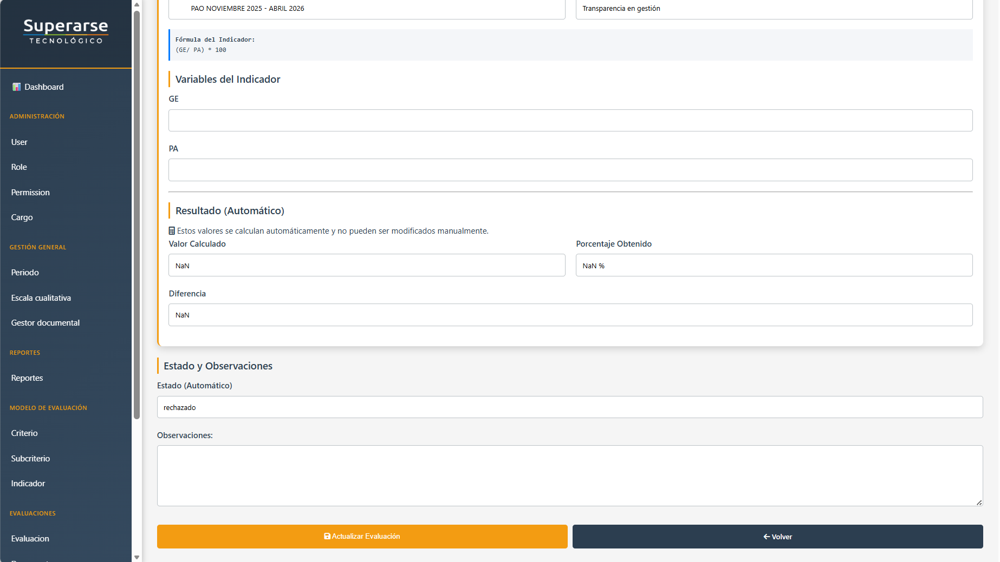 Superarse
TECNOLÓGICO
Dashboard
ADMINISTRACIÓN
User
Role
Permission
Cargo
GESTIÓN GENERAL
Periodo
Escala cualitativa
Gestor documental
REPORTES
Reportes
MODELO DE EVALUACIÓN
Criterio
Subcriterio
Indicador
EVALUACIONES
Evaluacion
PAO NOVIEMBRE 2025 - ABRIL 2026
Transparencia en gestión
Fórmula del Indicador:
(GE/ PA) * 100
Variables del Indicador
GE
PA
Resultado (Automático)
Estos valores se calculan automáticamente y no pueden ser modificados manualmente.
Valor Calculado
Porcentaje Obtenido
NaN
NaN %
Diferencia
NaN
Estado y Observaciones
Estado (Automático)
rechazado
Observaciones:
Actualizar Evaluación
Volver